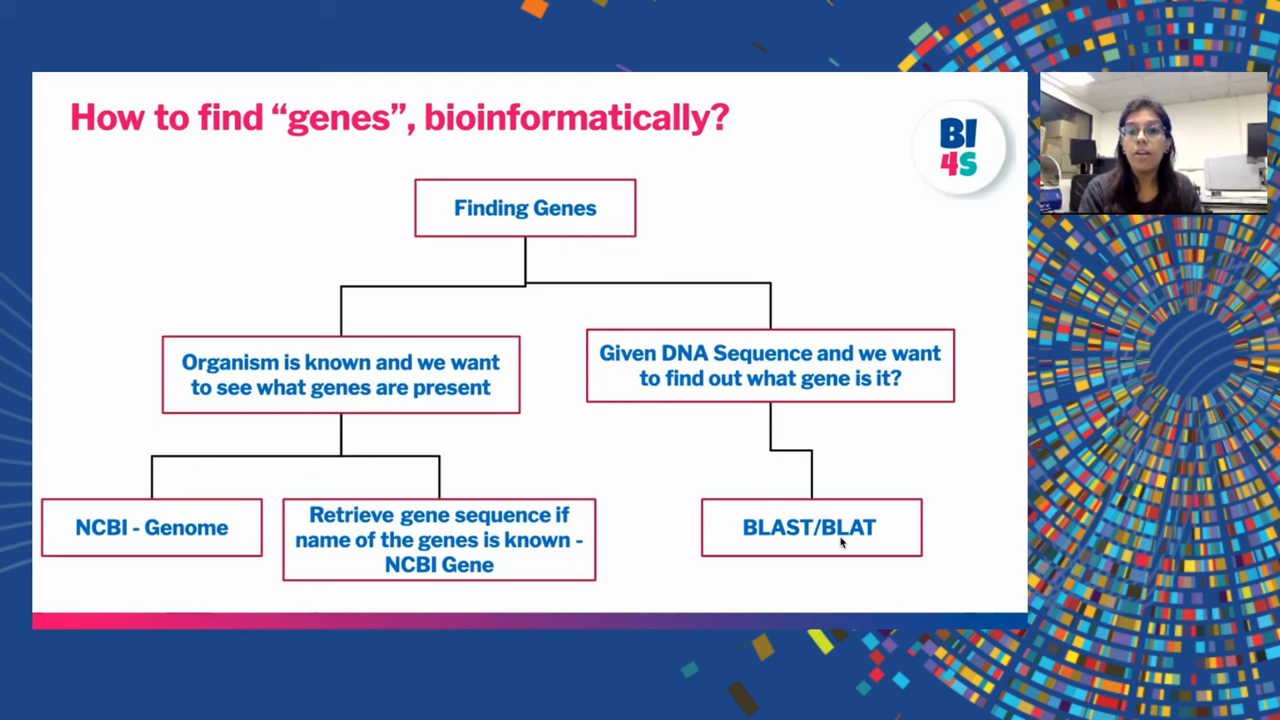 How to find “genes”, bioinformatically?
BI
4S
Finding Genes
Organism is known and we want
to see what genes are present
Given DNA Sequence and we want
to find out what gene is it?
NCBI - Genome
Retrieve gene sequence if
name of the genes is known -
NCBI Gene
BLAST/BLAT